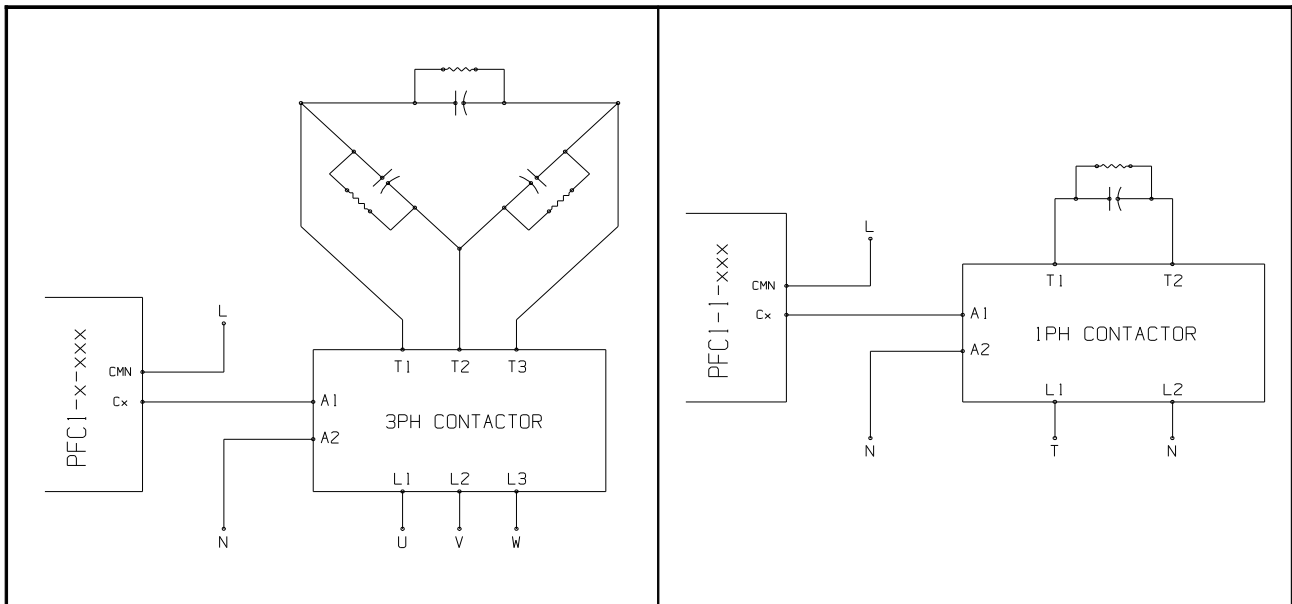 L
CMN
Cx
PFC1-x-xxx
T1 T2 T3
A1
3PH CONTACTOR
A2
L1 L2 L3
N U V W
L
CMN
Cx
PFC1-1-xxx
T1 T2
A1
1PH CONTACTOR
A2
L1 L2
N T N